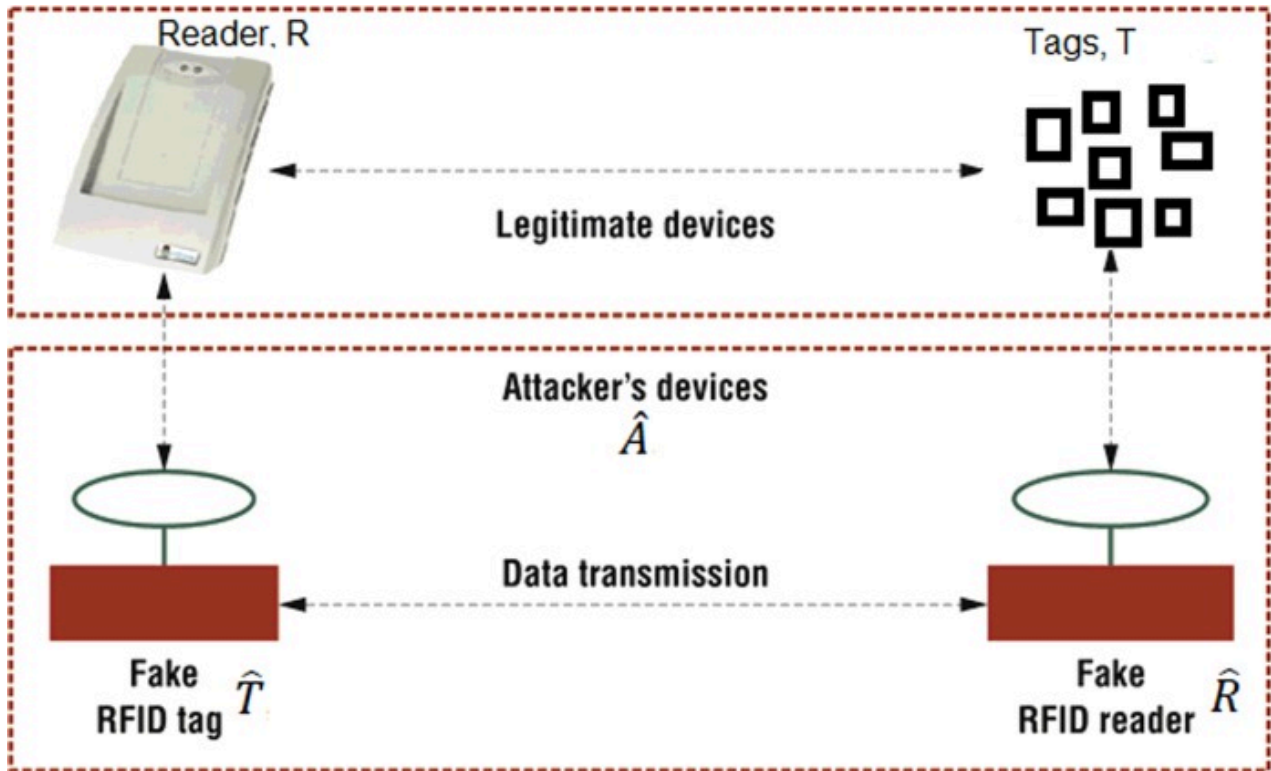 Reader, R
Tags, T
Legitimate devices
Attacker's devices
Â
Data transmission
Fake
RFID tag T̂
Fake
RFID reader R̂